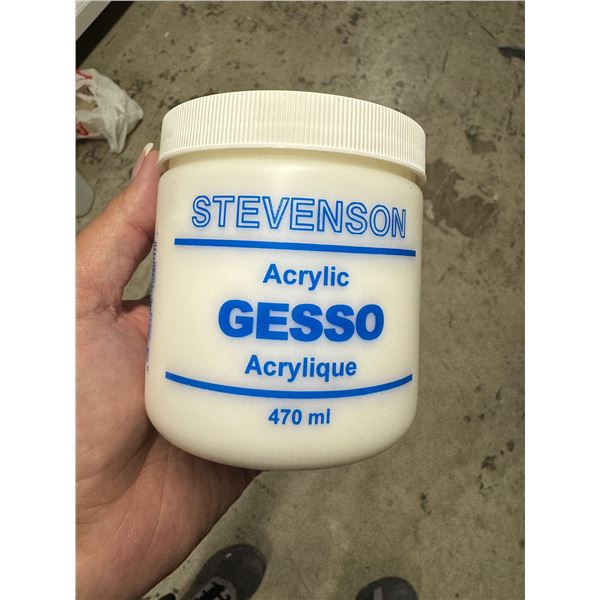 STEVENSON
Acrylic
GESSO
Acrylique
470 ml